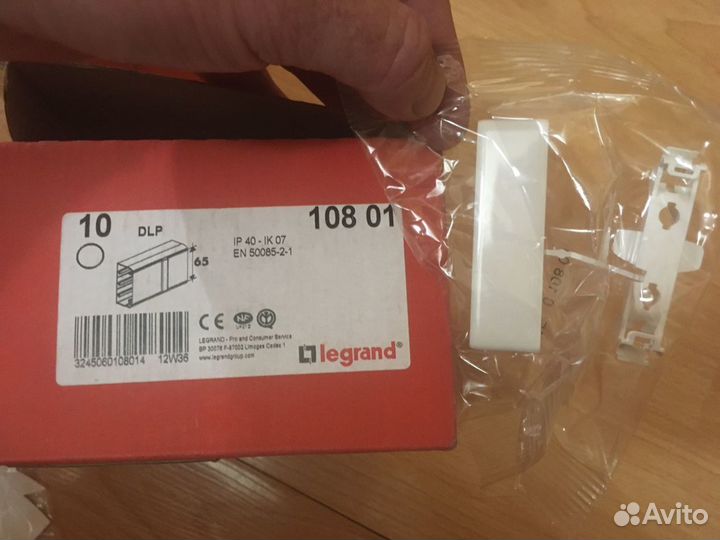 10
DLP
108 01
IP 40 - IK 07
EN 50085-2-1
65
CE
NF
LEGRAND - Pro and Consumer Service
BP 30076 F-87002 Limoges Cedex 1
www.legrandgroup.com
legrand
3245060108014
12W36
Avito